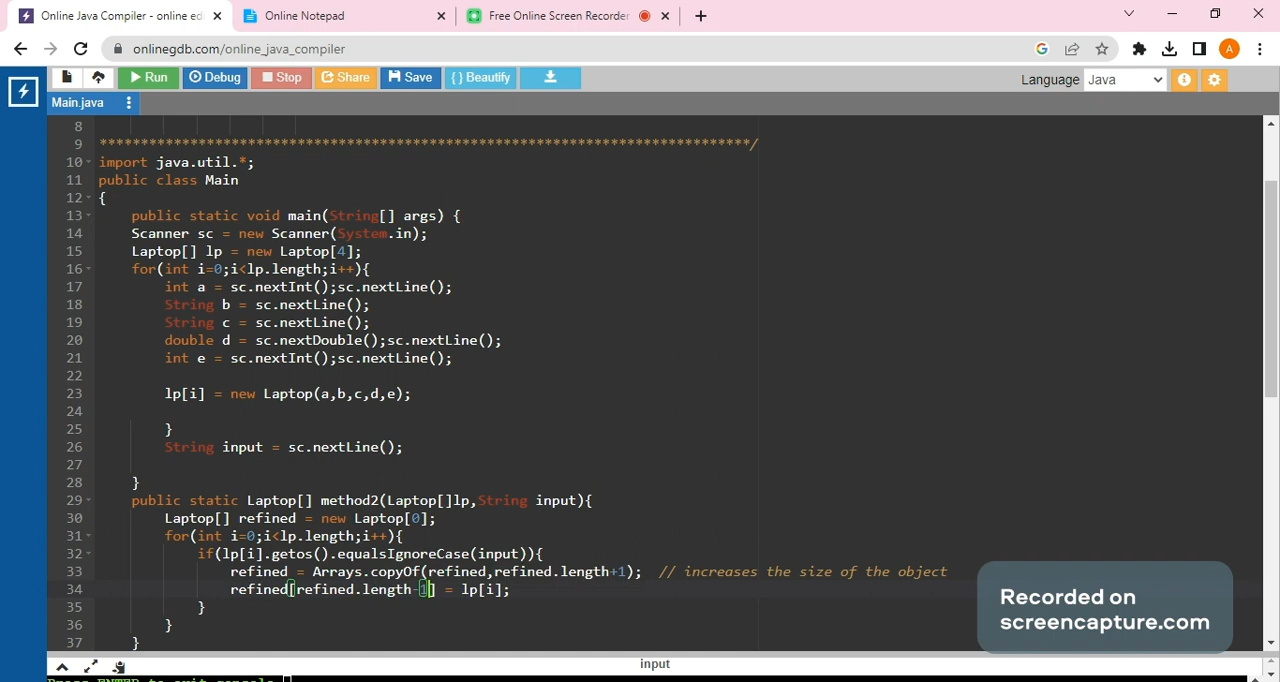 Online Java Compiler - online ed
Online Notepad
Free Online Screen Recorder
onlinegdb.com/online_java_compiler
A
Run
Debug
Stop
Share
Save
{ } Beautify
Language
Java
Main.java
8
9 ********************************************************************************/
10 import java.util.*;
11 public class Main
12 {
13 public static void main(String[] args) {
14 Scanner sc = new Scanner(System.in);
15 Laptop[] lp = new Laptop[4];
16 for(int i=0;i<lp.length;i++){
17 int a = sc.nextInt();sc.nextLine();
18 String b = sc.nextLine();
19 String c = sc.nextLine();
20 double d = sc.nextDouble();sc.nextLine();
21 int e = sc.nextInt();sc.nextLine();
22
23 lp[i] = new Laptop(a,b,c,d,e);
24
25 }
26 String input = sc.nextLine();
27
28 }
29 public static Laptop[] method2(Laptop[]lp,String input){
30 Laptop[] refined = new Laptop[0];
31 for(int i=0;i<lp.length;i++){
32 if(lp[i].getos().equalsIgnoreCase(input)){
33 refined = Arrays.copyOf(refined,refined.length+1); // increases the size of the object
34 refined[refined.length-1] = lp[i];
35 }
36 }
37 }
Recorded on
screencapture.com
input
Press ENTER to exit console.